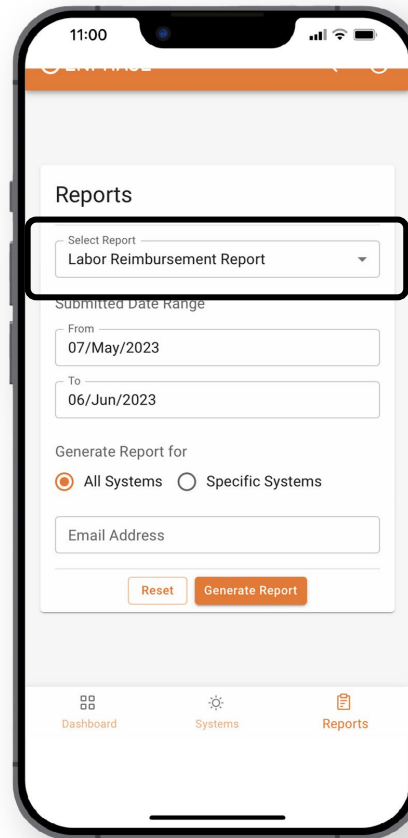 11:00
Reports
Select Report
Labor Reimbursement Report
Submitted Date Range
From
07/May/2023
To
06/Jun/2023
Generate Report for
All Systems Specific Systems
Email Address
Reset Generate Report
Dashboard Systems Reports